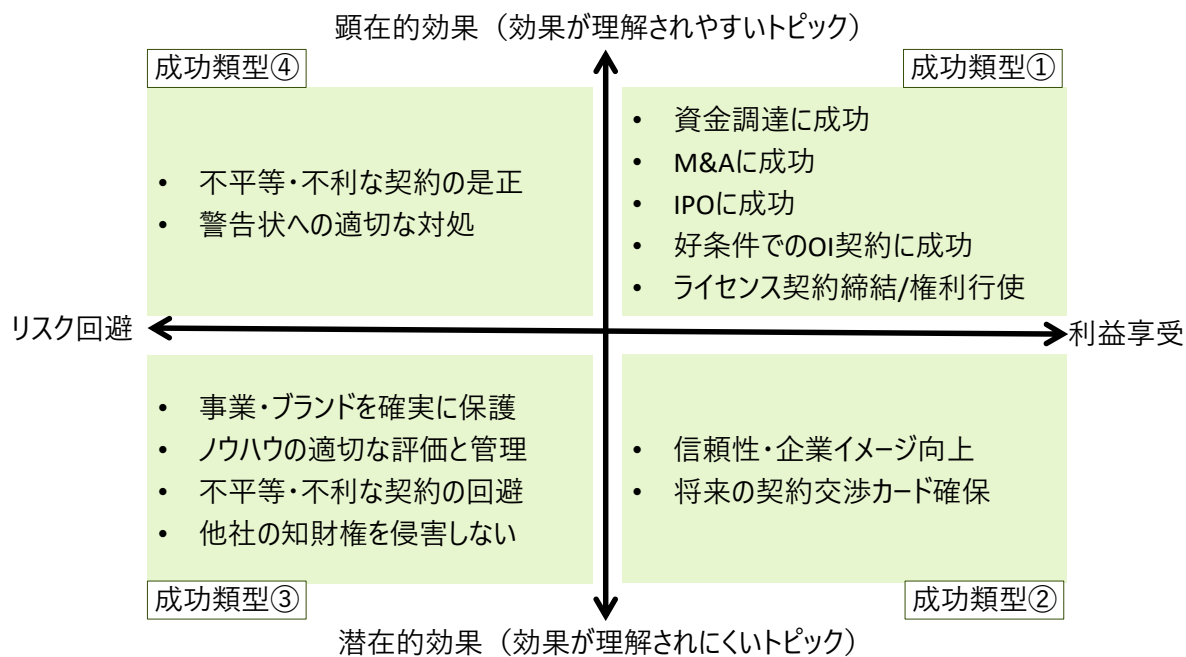 顕在的効果（効果が理解されやすいトピック）
成功類型④
成功類型①
• 不平等・不利な契約の是正
• 警告状への適切な対処
• 資金調達に成功
• M&Aに成功
• IPOに成功
• 好条件でのOI契約に成功
• ライセンス契約締結/権利行使
リスク回避
利益享受
• 事業・ブランドを確実に保護
• ノウハウの適切な評価と管理
• 不平等・不利な契約の回避
• 他社の知財権を侵害しない
• 信頼性・企業イメージ向上
• 将来の契約交渉カード確保
成功類型③
成功類型②
潜在的効果（効果が理解されにくいトピック）